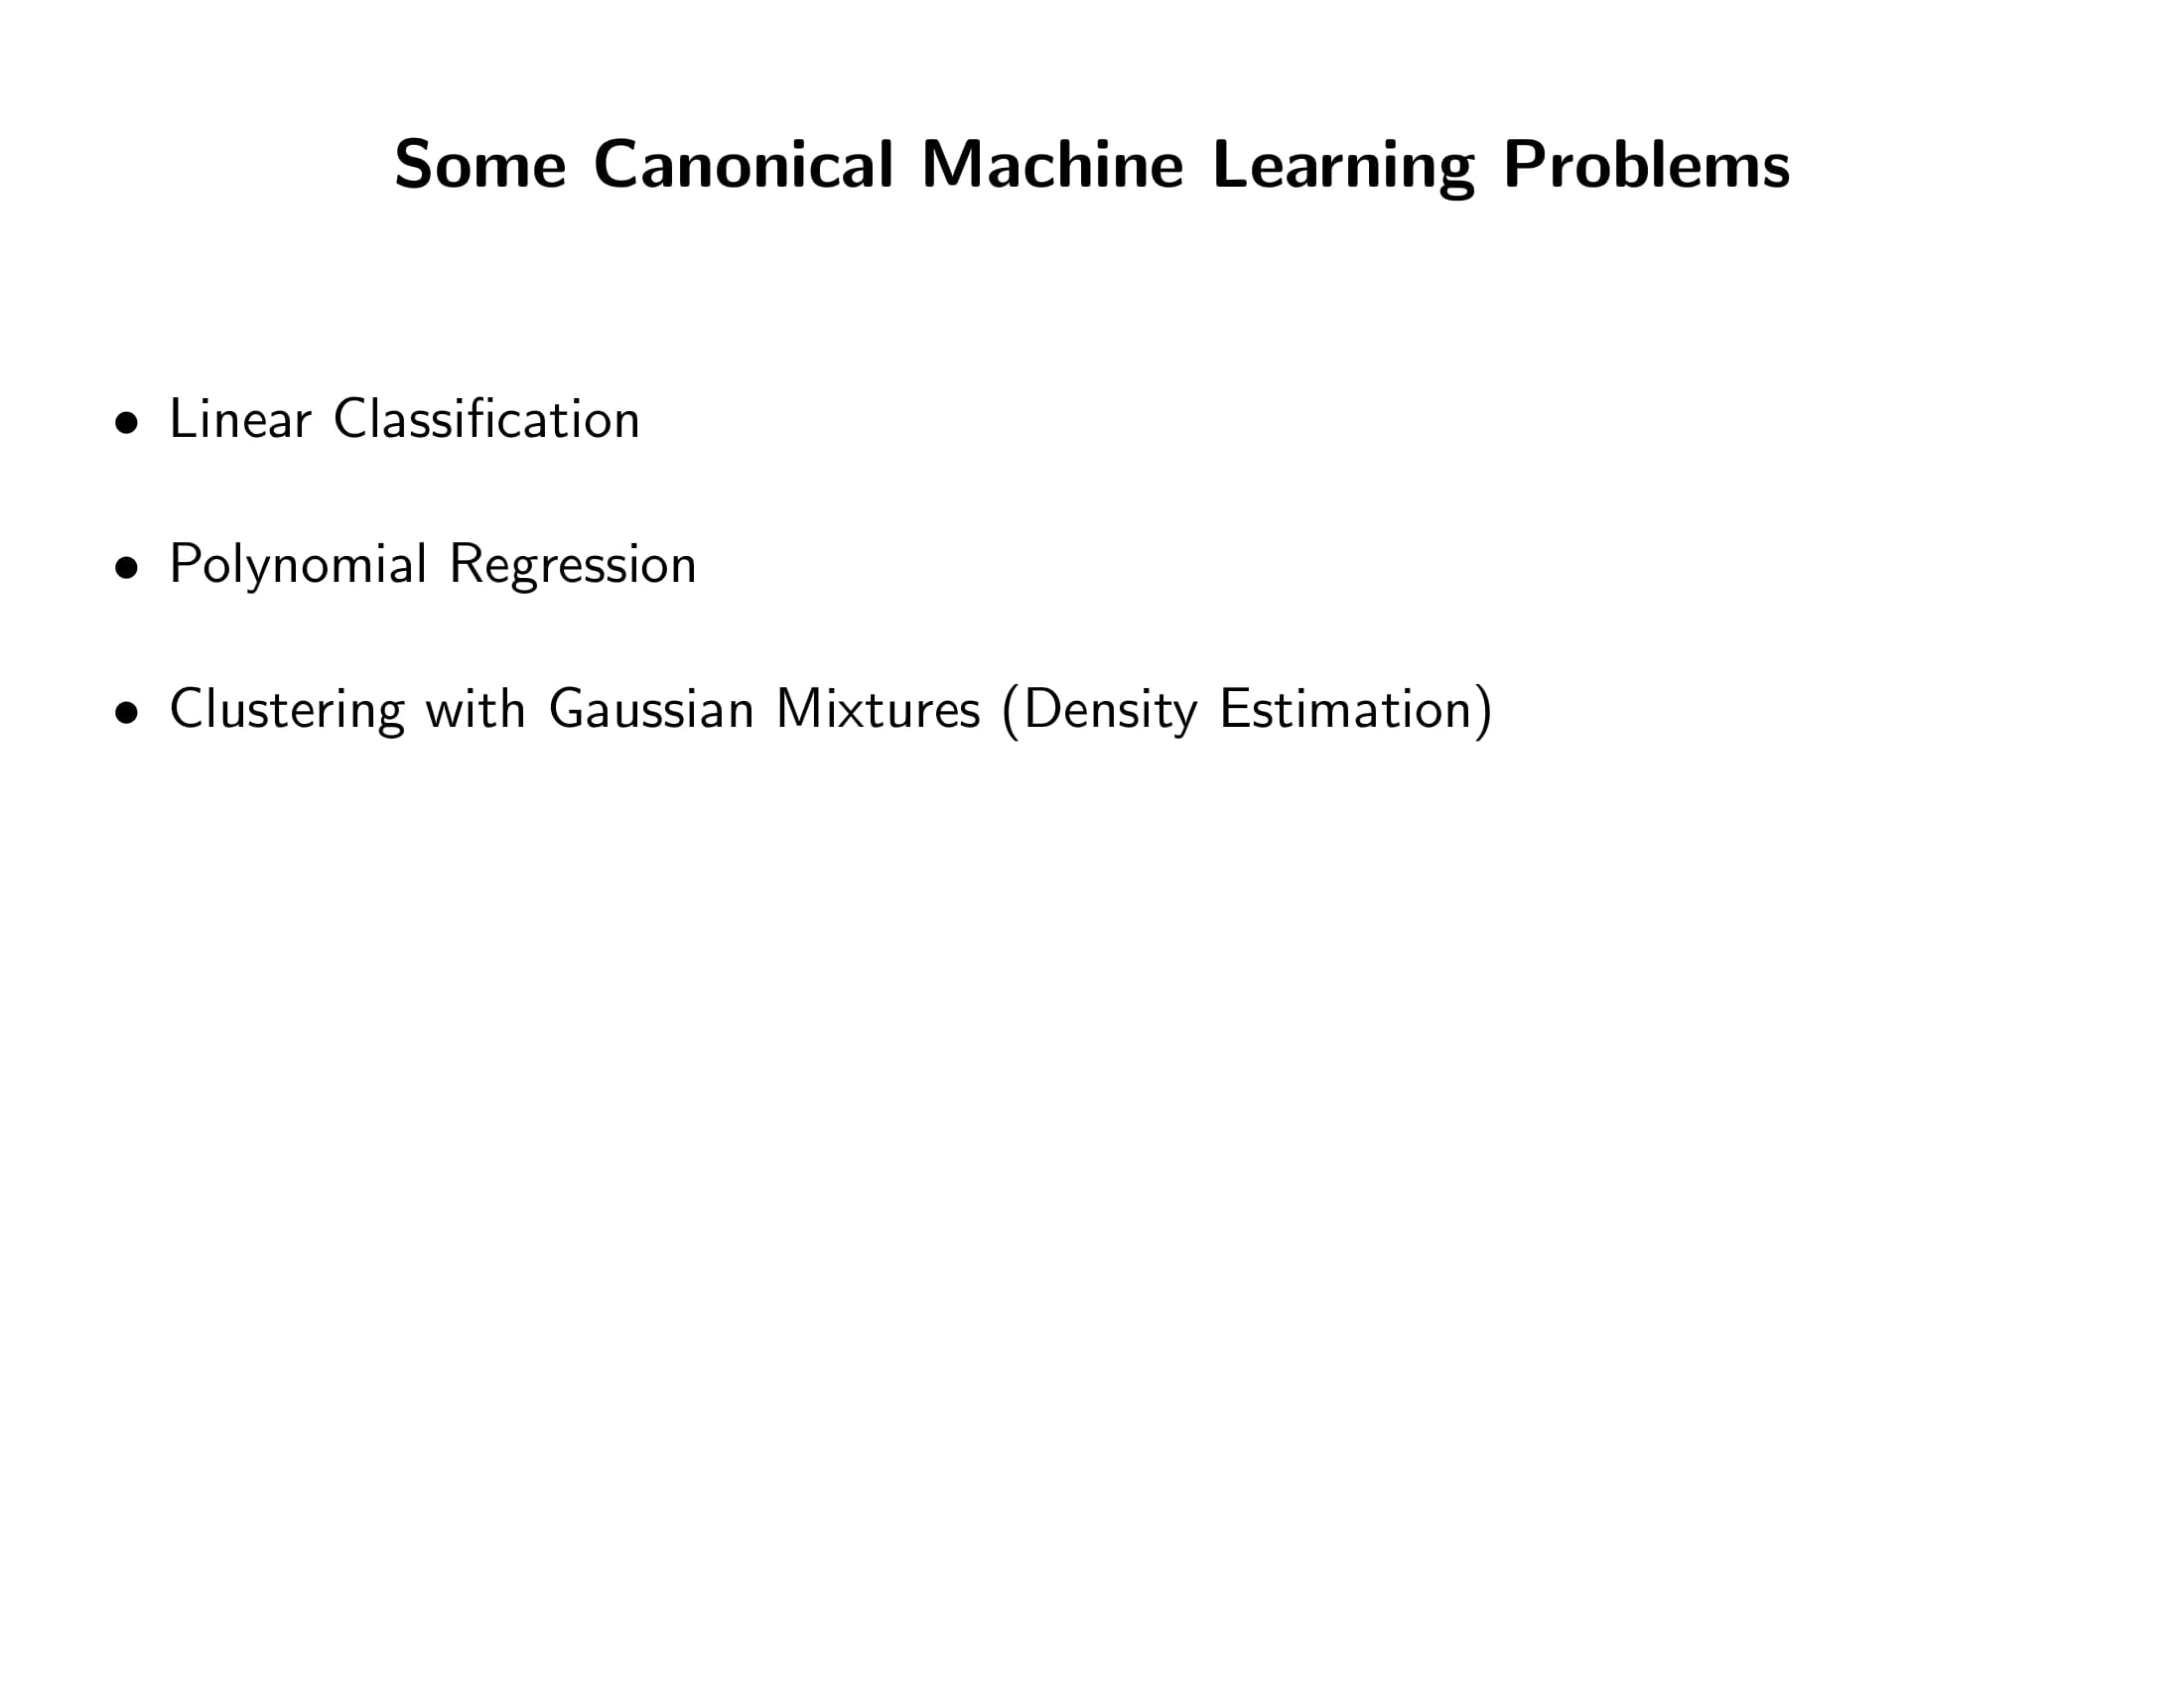 Some Canonical Machine Learning Problems
• Linear Classification
• Polynomial Regression
• Clustering with Gaussian Mixtures (Density Estimation)